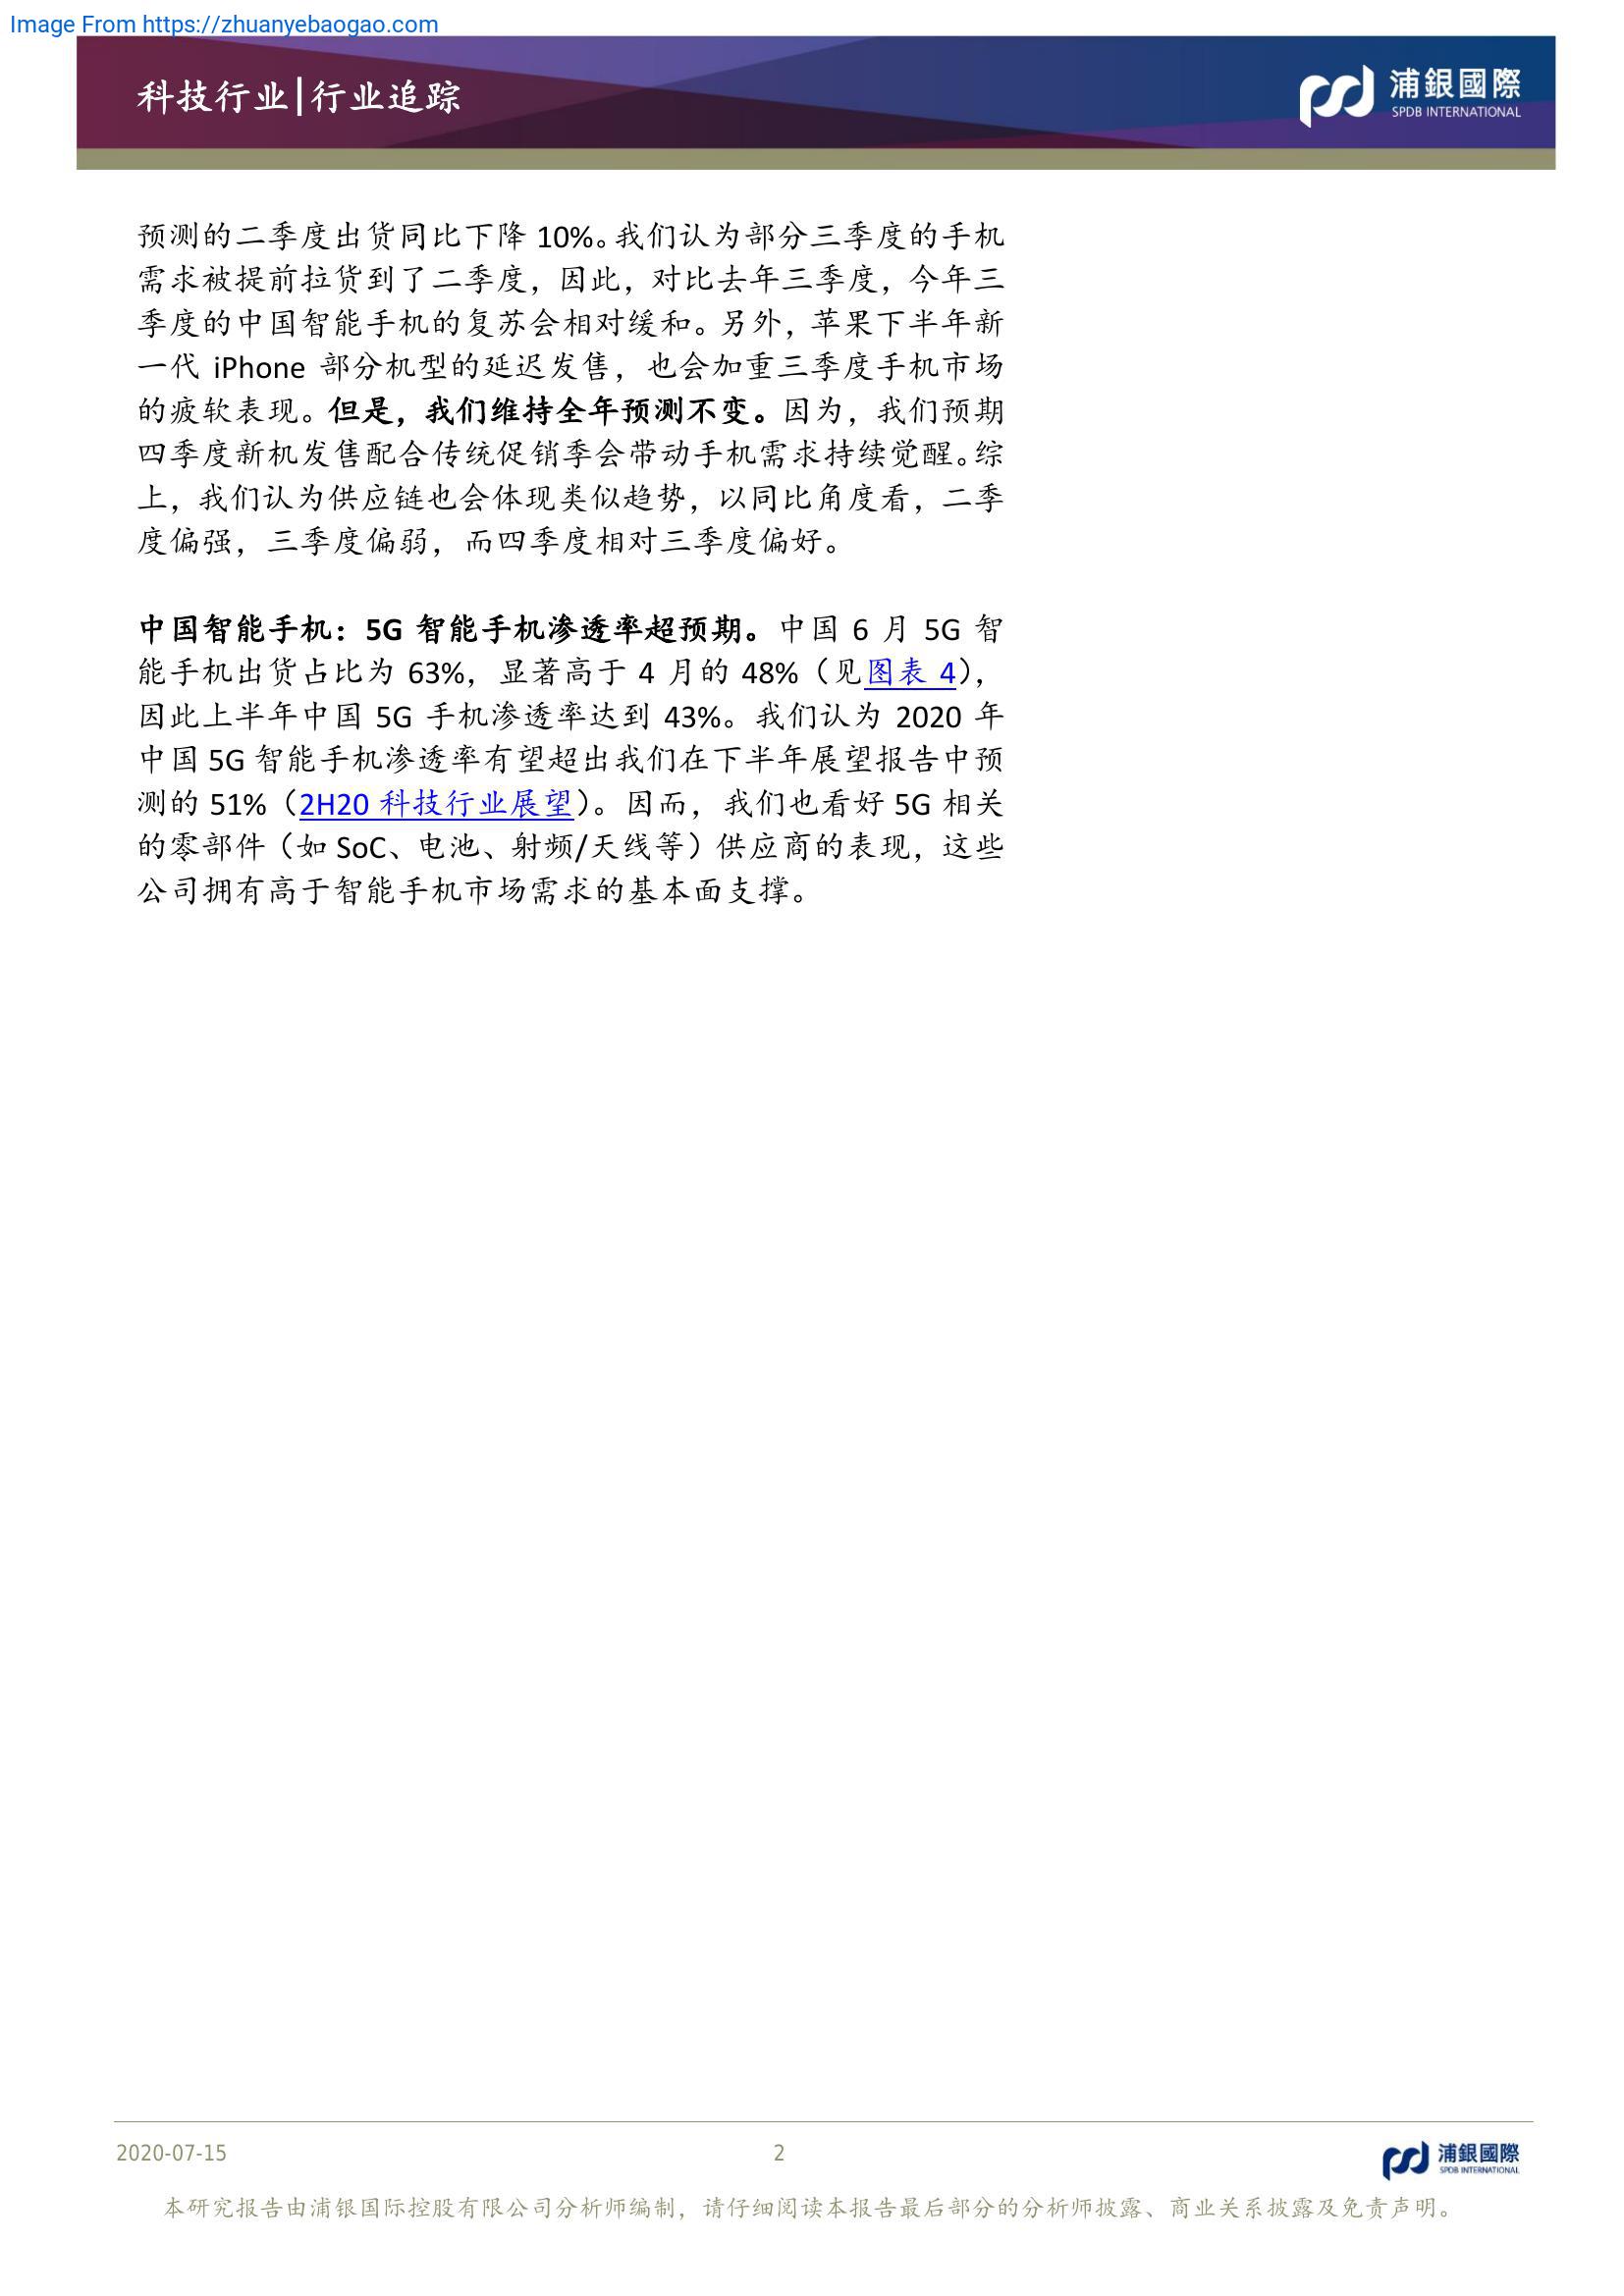 Image From https://zhuanyebaogao.com
科技行业|行业追踪
浦銀國際
SPDB INTERNATIONAL
预测的二季度出货同比下降 10%。我们认为部分三季度的手机
需求被提前拉货到了二季度，因此，对比去年三季度，今年三
季度的中国智能手机的复苏会相对缓和。另外，苹果下半年新
一代 iPhone 部分机型的延迟发售，也会加重三季度手机市场
的疲软表现。但是，我们维持全年预测不变。因为，我们预期
四季度新机发售配合传统促销季会带动手机需求持续觉醒。综
上，我们认为供应链也会体现类似趋势，以同比角度看，二季
度偏强，三季度偏弱，而四季度相对三季度偏好。
中国智能手机：5G 智能手机渗透率超预期。中国 6 月 5G 智
能手机出货占比为 63%，显著高于 4 月的 48%（见图表 4），
因此上半年中国 5G 手机渗透率达到 43%。我们认为 2020 年
中国 5G 智能手机渗透率有望超出我们在下半年展望报告中预
测的 51%（2H20 科技行业展望）。因而，我们也看好 5G 相关
的零部件（如 SoC、电池、射频/天线等）供应商的表现，这些
公司拥有高于智能手机市场需求的基本面支撑。
2020-07-15
2
浦銀國際
SPDB INTERNATIONAL
本研究报告由浦银国际控股有限公司分析师编制，请仔细阅读本报告最后部分的分析师披露、商业关系披露及免责声明。